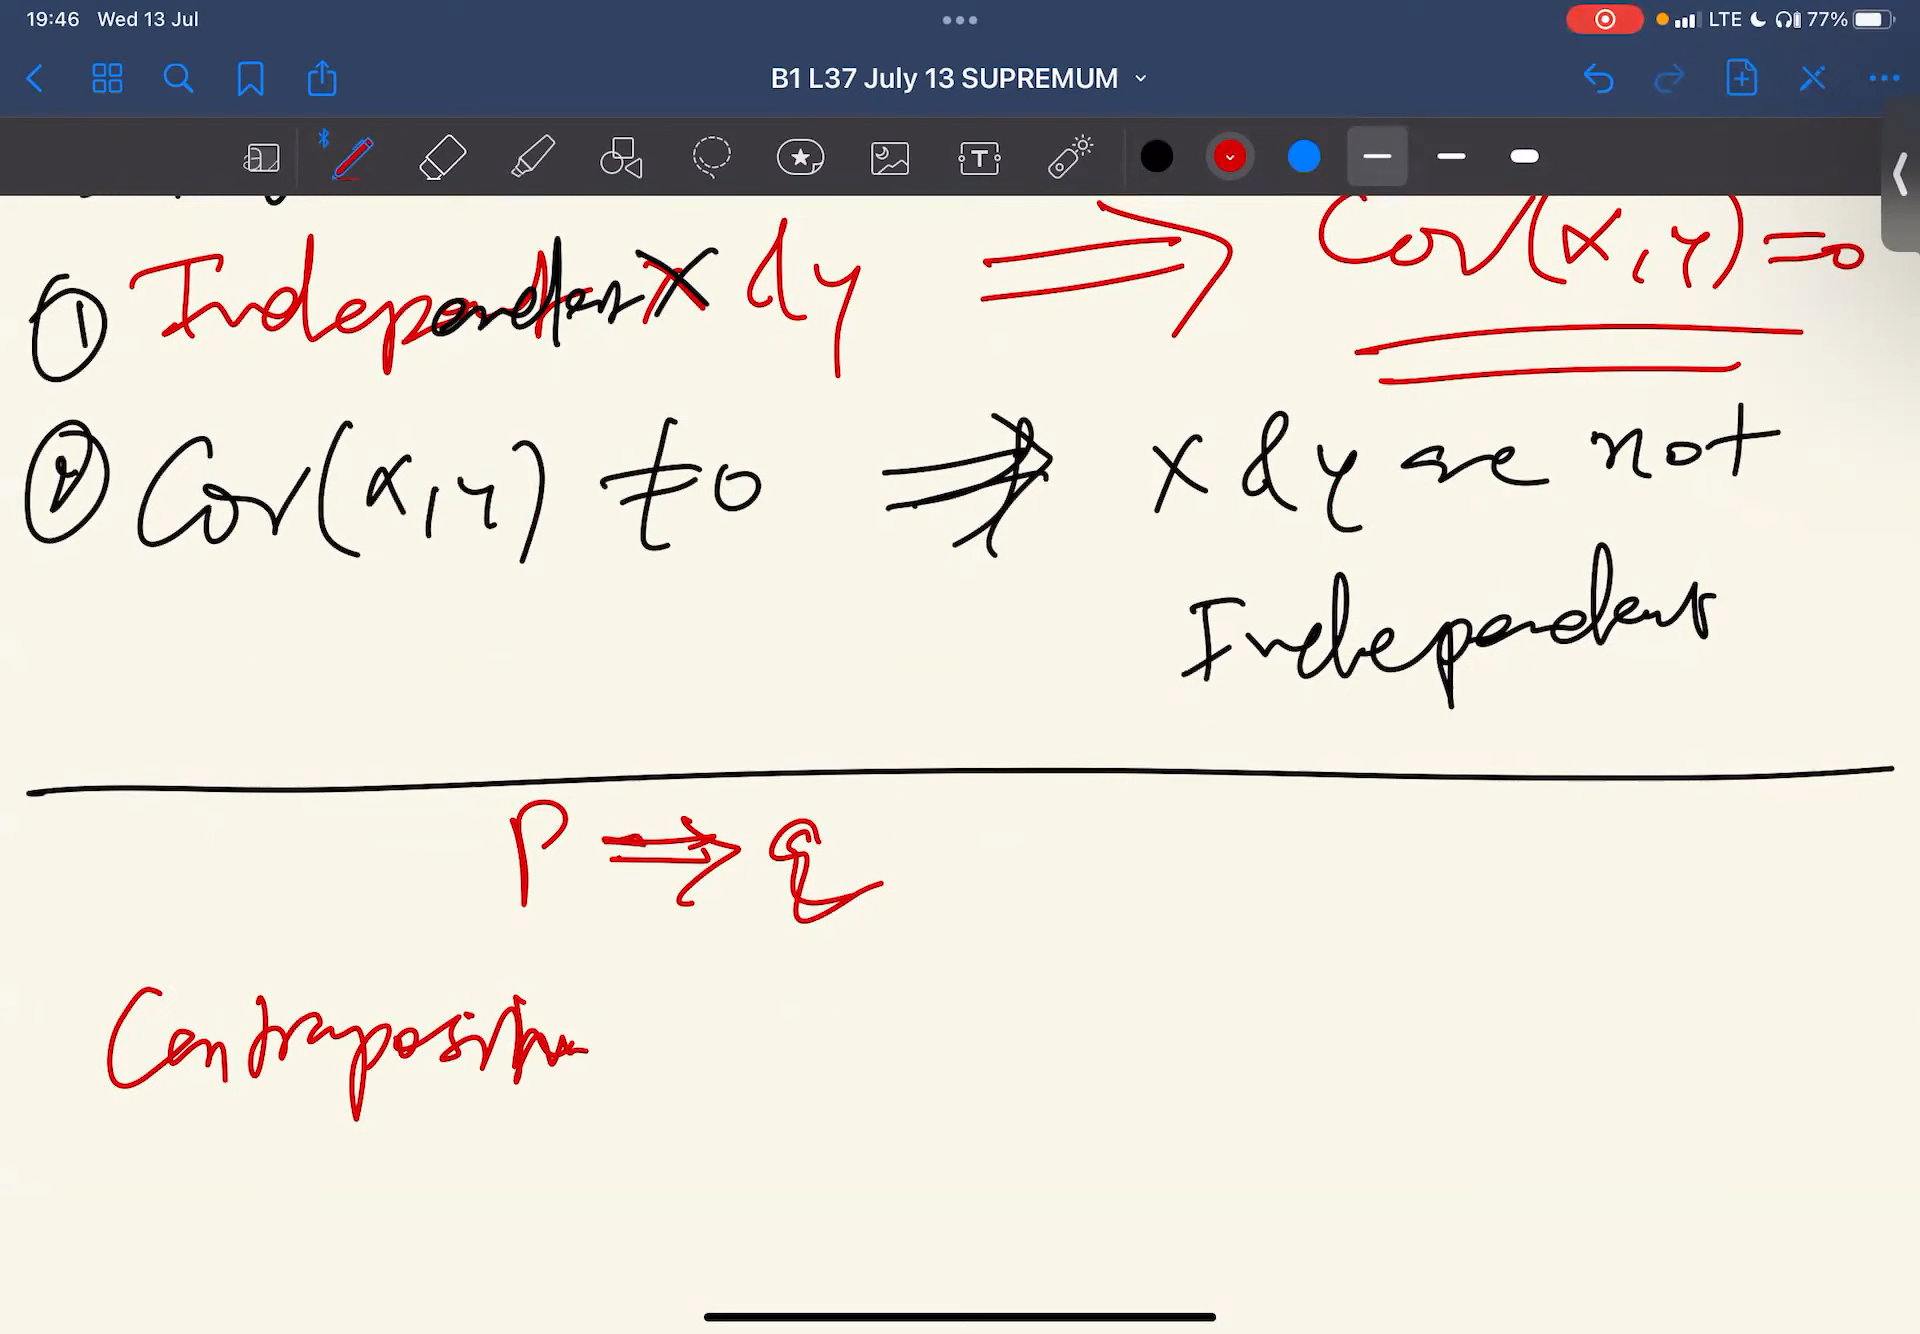 19:46 Wed 13 Jul
LTE 77%
B1 L37 July 13 SUPREMUM
T
① Independent X & Y ⇒ Cov(X,Y)=0
② Cov(X,Y) ≠0 ⇒ X & Y are not
Independent
P ⇒ Q
Contraposition